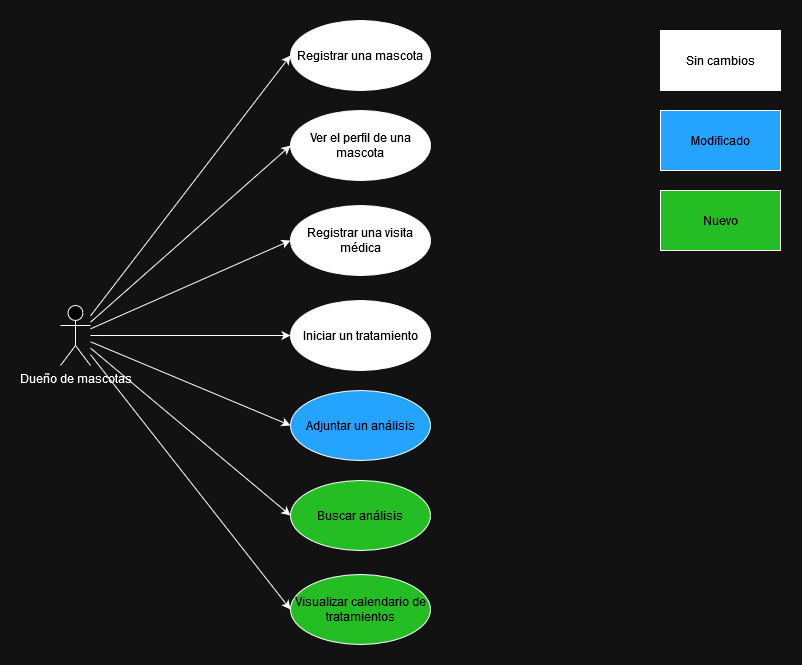 Registrar una mascota
Ver el perfil de una
mascota
Registrar una visita
médica
Iniciar un tratamiento
Dueño de mascotas
Adjuntar un análisis
Buscar análisis
Visualizar calendario de
tratamientos
Sin cambios
Modificado
Nuevo